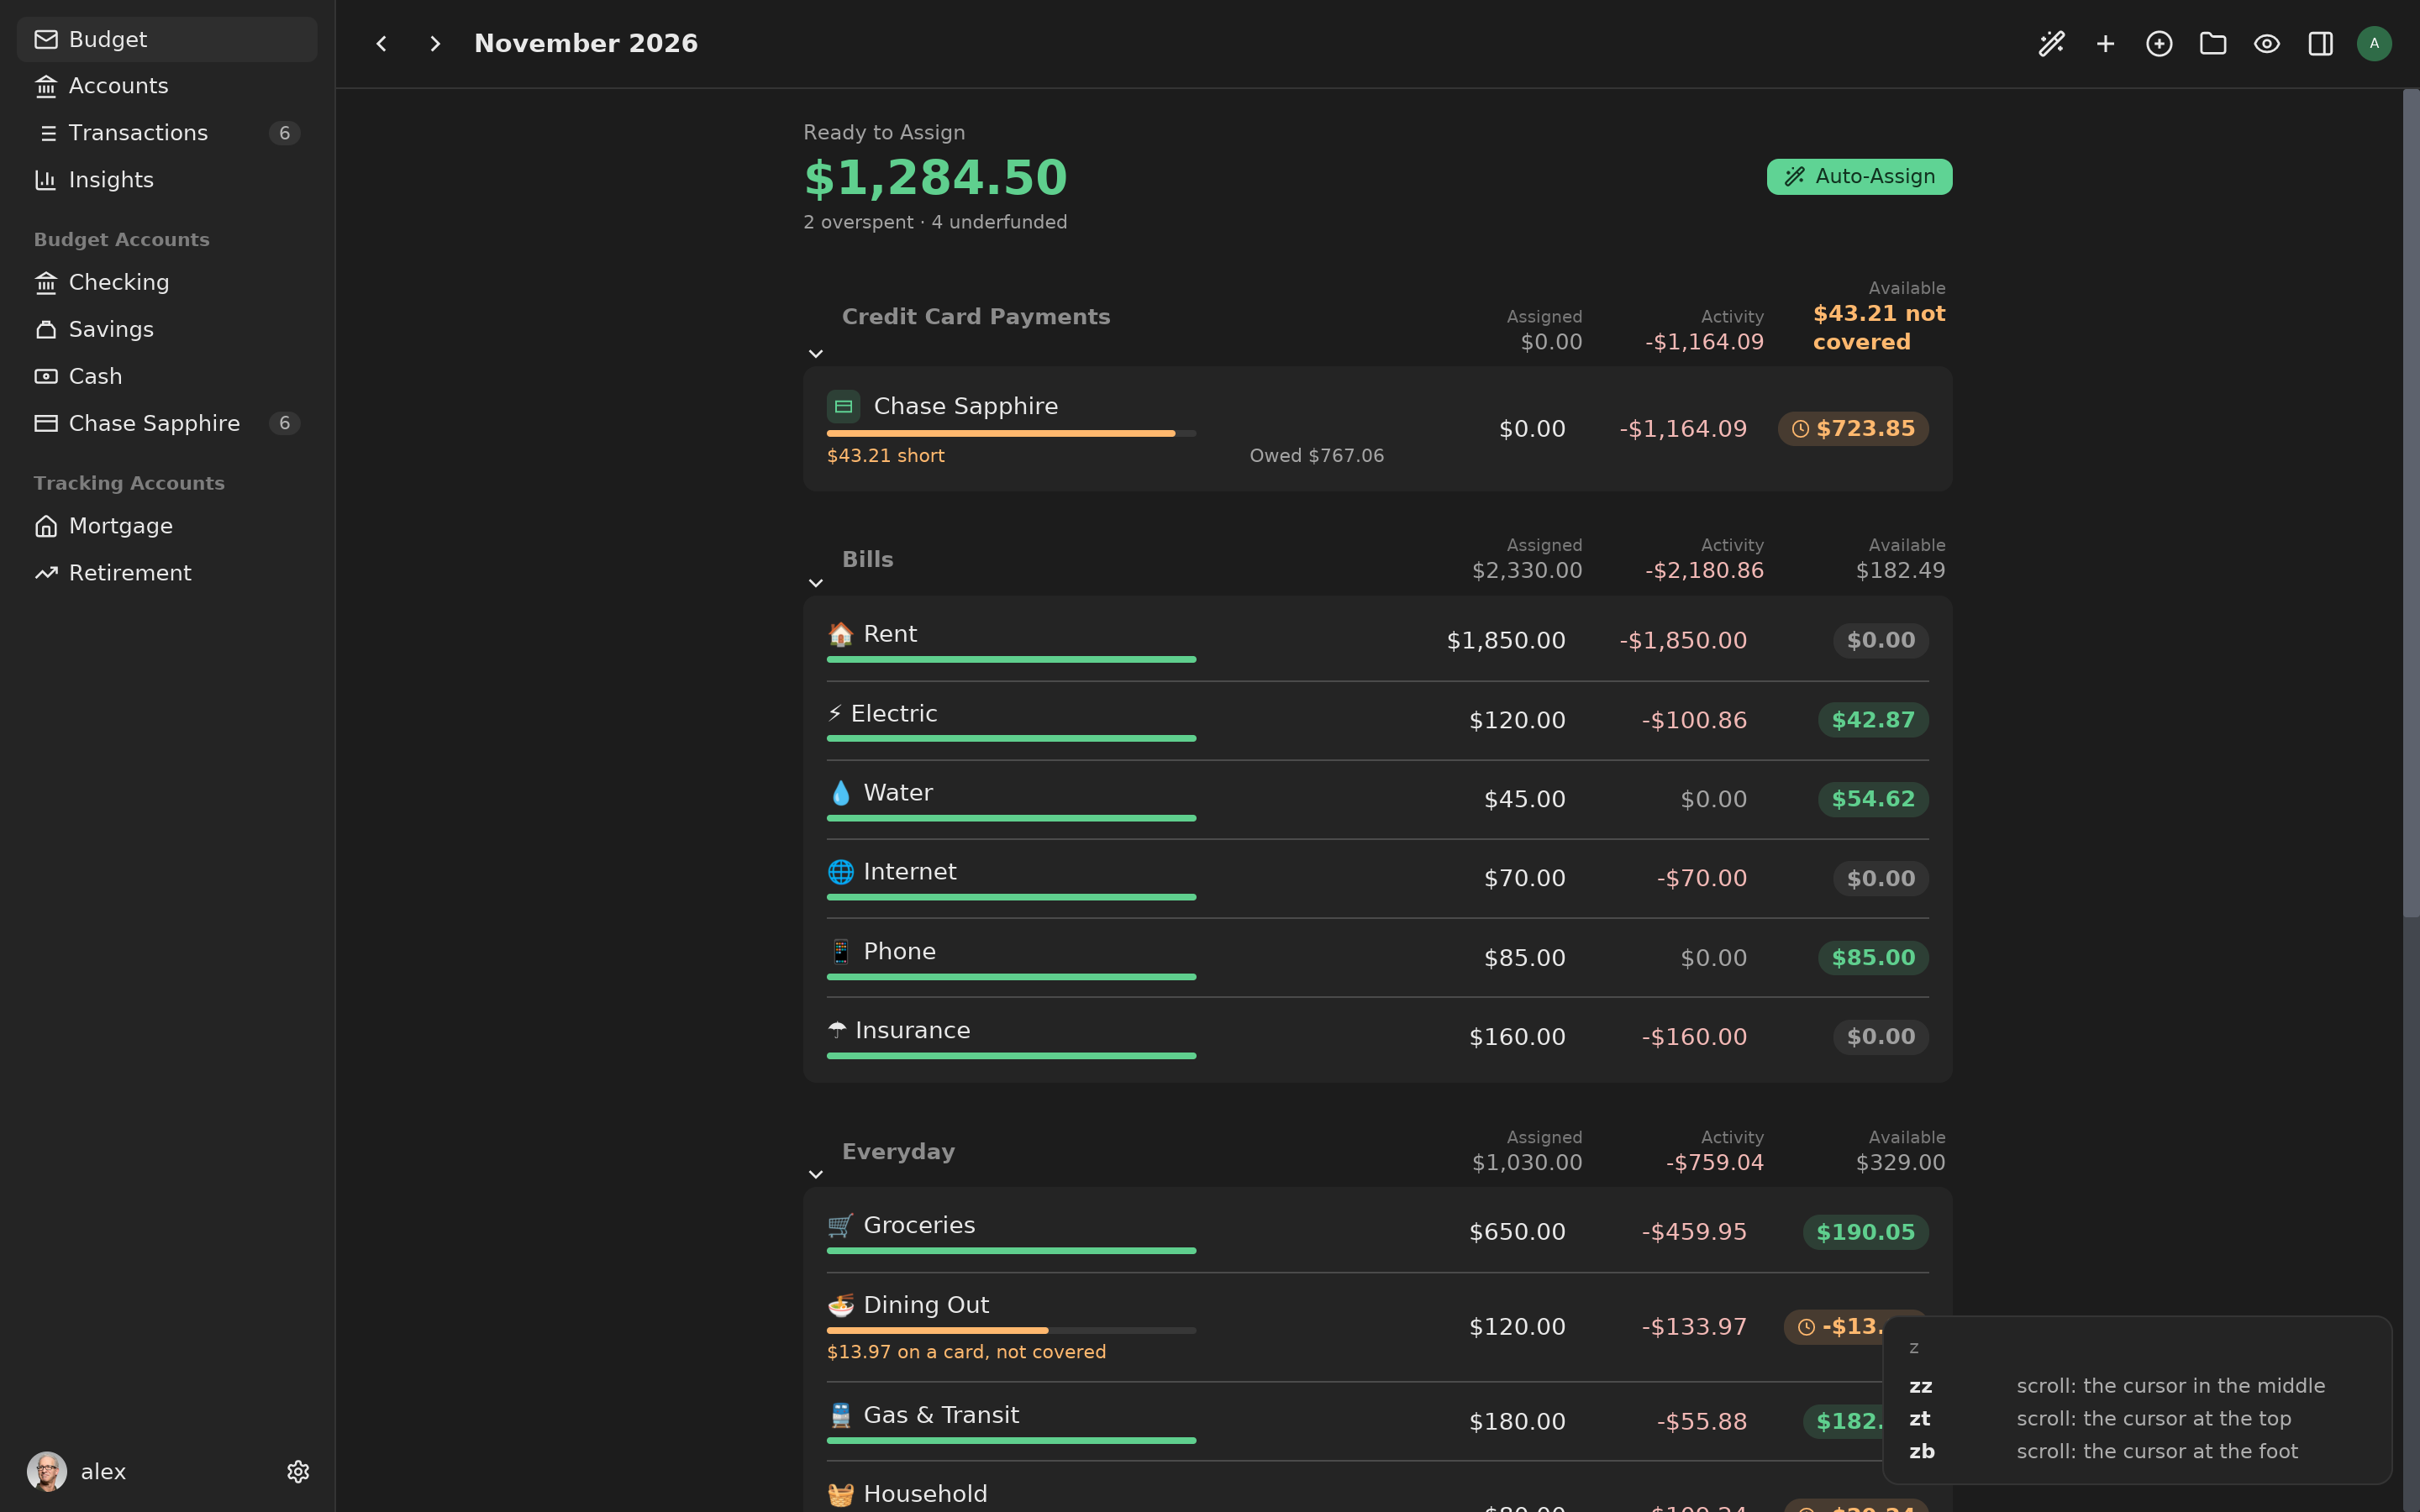 Budget
Accounts
Transactions 6
Insights
Budget Accounts
Checking
Savings
Cash
Chase Sapphire 6
Tracking Accounts
Mortgage
Retirement
alex
November 2026
A
Ready to Assign
$1,284.50
Auto-Assign
2 overspent · 4 underfunded
Credit Card Payments
Assigned
$0.00
Activity
-$1,164.09
Available
$43.21 not
covered
Chase Sapphire $0.00 -$1,164.09 $723.85
$43.21 short Owed $767.06
Bills
Assigned
$2,330.00
Activity
-$2,180.86
Available
$182.49
Rent $1,850.00 -$1,850.00 $0.00
Electric $120.00 -$100.86 $42.87
Water $45.00 $0.00 $54.62
Internet $70.00 -$70.00 $0.00
Phone $85.00 $0.00 $85.00
Insurance $160.00 -$160.00 $0.00
Everyday
Assigned
$1,030.00
Activity
-$759.04
Available
$329.00
Groceries $650.00 -$459.95 $190.05
Dining Out $120.00 -$133.97 -$13.
$13.97 on a card, not covered
Gas & Transit $180.00 -$55.88 $182.
Household
z
zz scroll: the cursor in the middle
zt scroll: the cursor at the top
zb scroll: the cursor at the foot